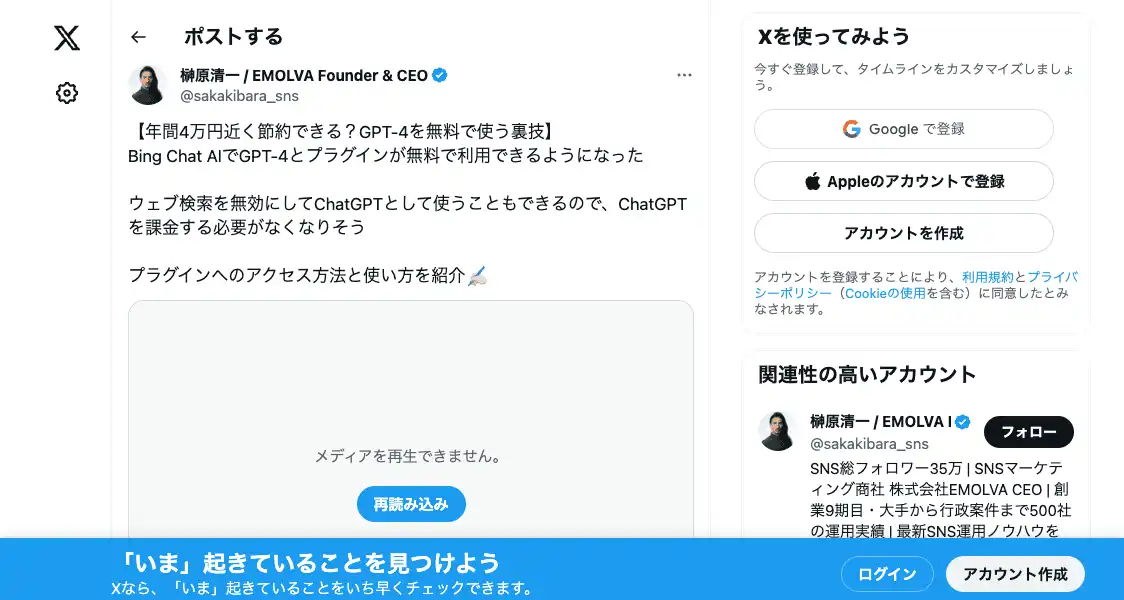 ポストする
榊原清一 / EMOLVA Founder & CEO
@sakakibara_sns
【年間4万円近く節約できる？GPT-4を無料で使う裏技】
Bing Chat AIでGPT-4とプラグインが無料で利用できるようになった
ウェブ検索を無効にしてChatGPTとして使うこともできるので、ChatGPT
を課金する必要がなくなりそう
プラグインへのアクセス方法と使い方を紹介✍🏻
メディアを再生できません。
再読み込み
Xを使ってみよう
今すぐ登録して、タイムラインをカスタマイズしましょ
う。
Google で登録
Appleのアカウントで登録
アカウントを作成
アカウントを登録することにより、利用規約とプライバ
シーポリシー（Cookieの使用を含む）に同意したとみ
なされます。
関連性の高いアカウント
榊原清一 / EMOLVA I
@sakakibara_sns
フォロー
SNS総フォロワー35万 | SNSマーケテ
ィング商社 株式会社EMOLVA CEO | 創
業9期目・大手から行政案件まで500社
の運用実績 | 最新SNS運用ノウハウを
「いま」起きていることを見つけよう
Xなら、「いま」起きていることをいち早くチェックできます。
ログイン
アカウント作成